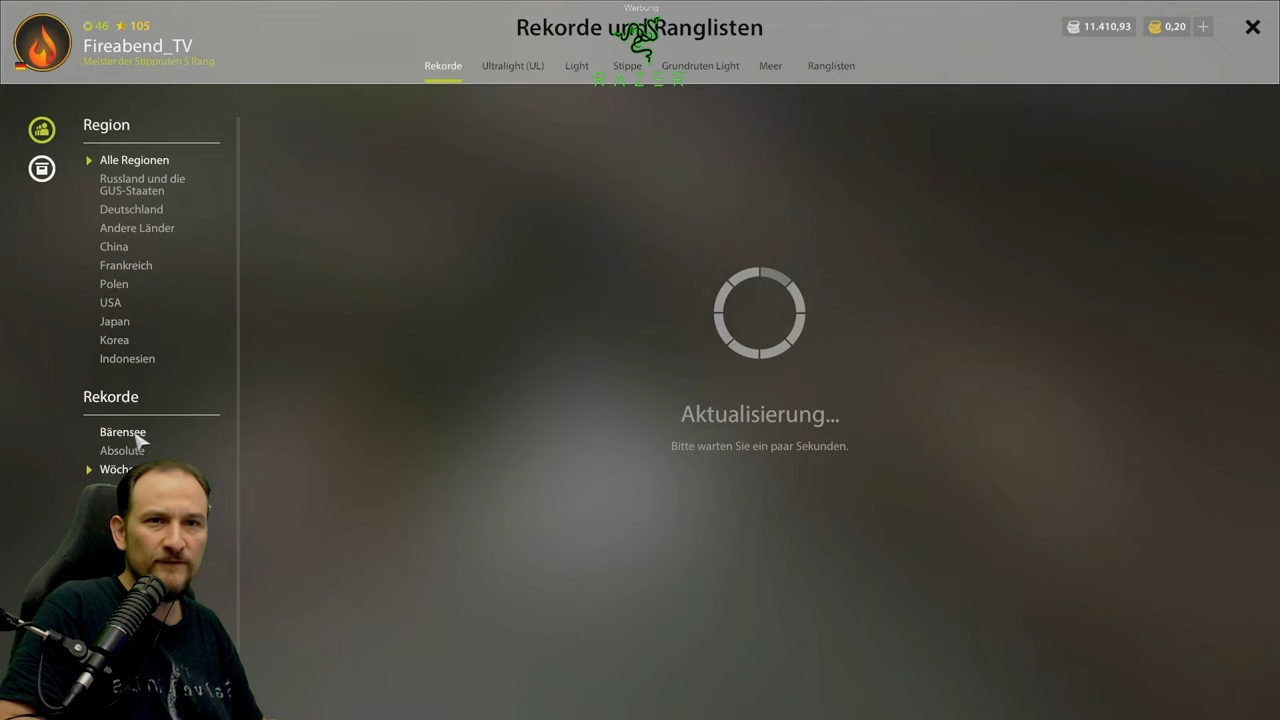 Werbung
46 105
Fireabend_TV
Meister der Stippruten 5 Rang
Rekorde und Ranglisten
11.410,93
0,20
Rekorde
Ultralight (UL)
Light
Stippe
Grundruten Light
Meer
Ranglisten
RAZER
Region
Alle Regionen
Russland und die
GUS-Staaten
Deutschland
Andere Länder
China
Frankreich
Polen
USA
Japan
Korea
Indonesien
Rekorde
Bärensee
Absolute
Wöch
Aktualisierung...
Bitte warten Sie ein paar Sekunden.